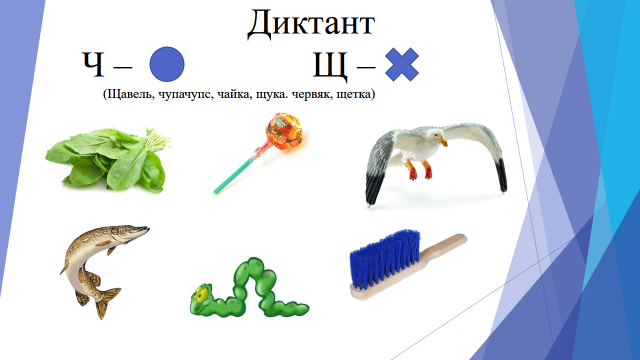 Диктант
Ч – Щ –
(Щавель, чупачупс, чайка, щука. червяк, щетка)